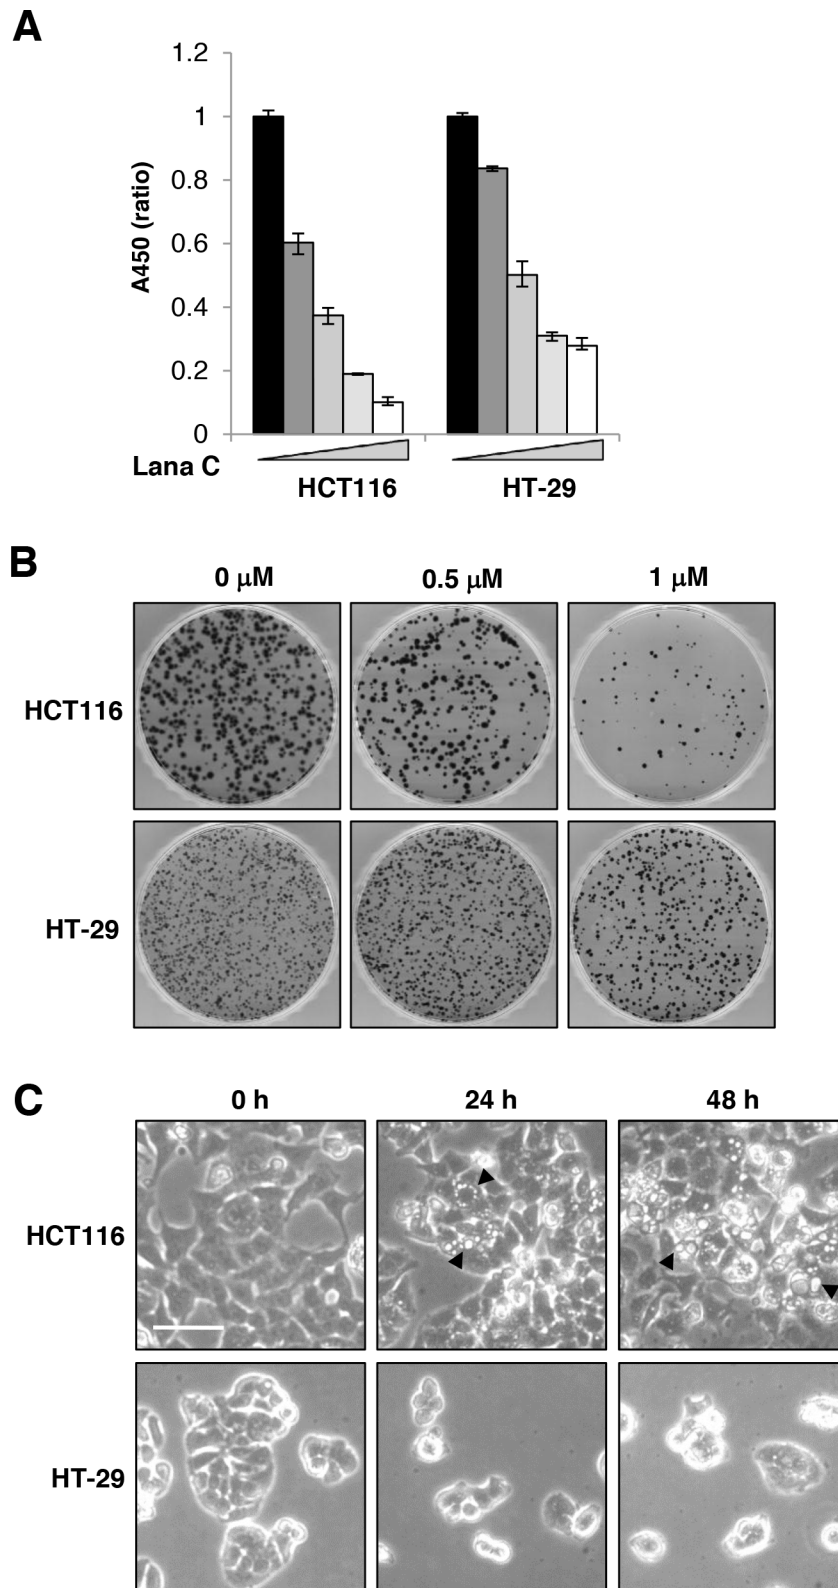 A
1.2
1
0.8
0.6
0.4
0.2
0
A450 (ratio)
Lana C
HCT116
HT-29
B
0 μM
0.5 μM
1 μM
HCT116
HT-29
C
0 h
24 h
48 h
HCT116
HT-29